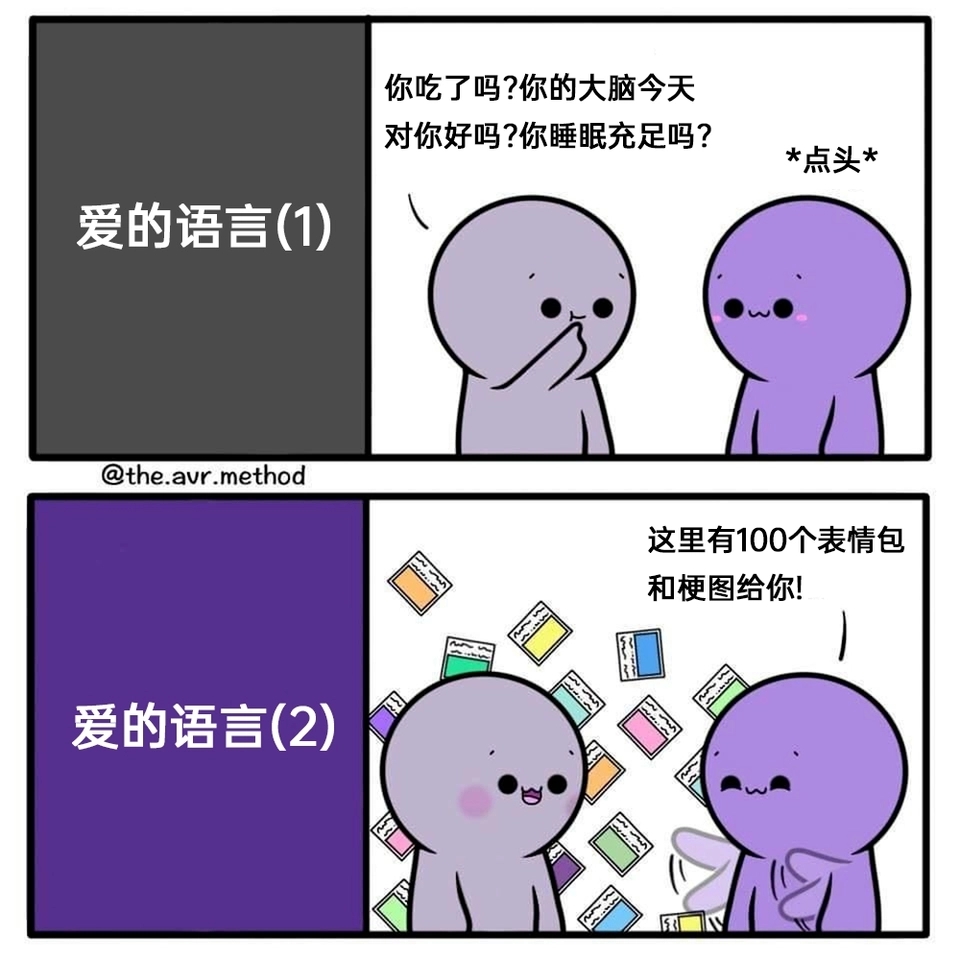 爱的语言(1)
你吃了吗?你的大脑今天
对你好吗?你睡眠充足吗?
*点头*
@the.avr.method
爱的语言(2)
这里有100个表情包
和梗图给你!